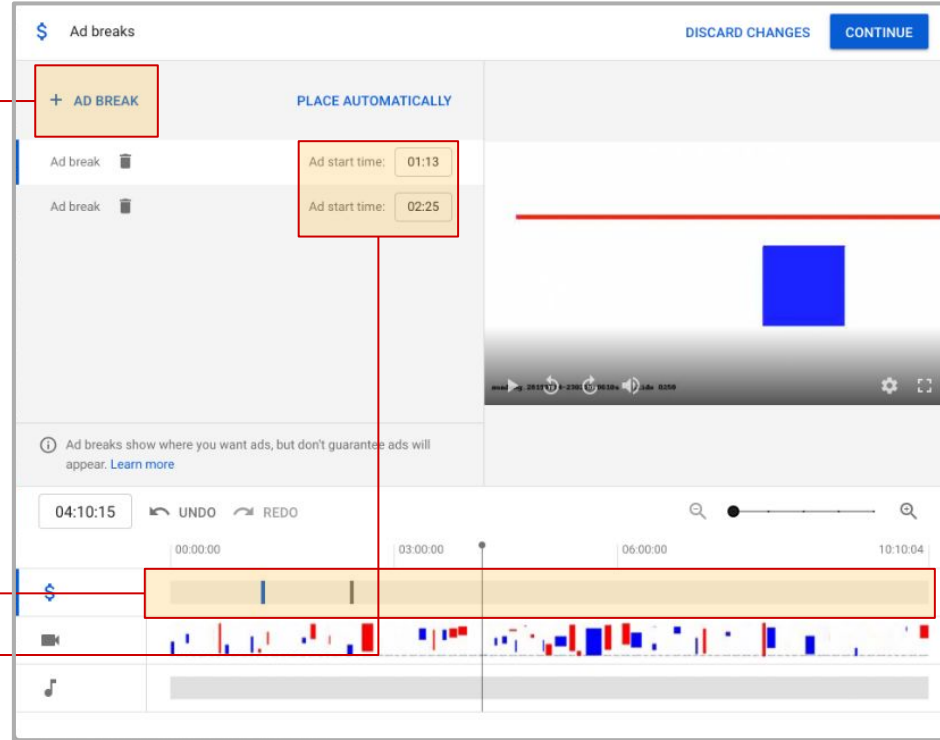 $ Ad breaks
DISCARD CHANGES
CONTINUE
+ AD BREAK
PLACE AUTOMATICALLY
Ad break
Ad start time: 01:13
Ad break
Ad start time: 02:25
Ad breaks show where you want ads, but don't guarantee ads will
appear. Learn more
04:10:15
UNDO
REDO
00:00:00
03:00:00
06:00:00
10:10:04
$